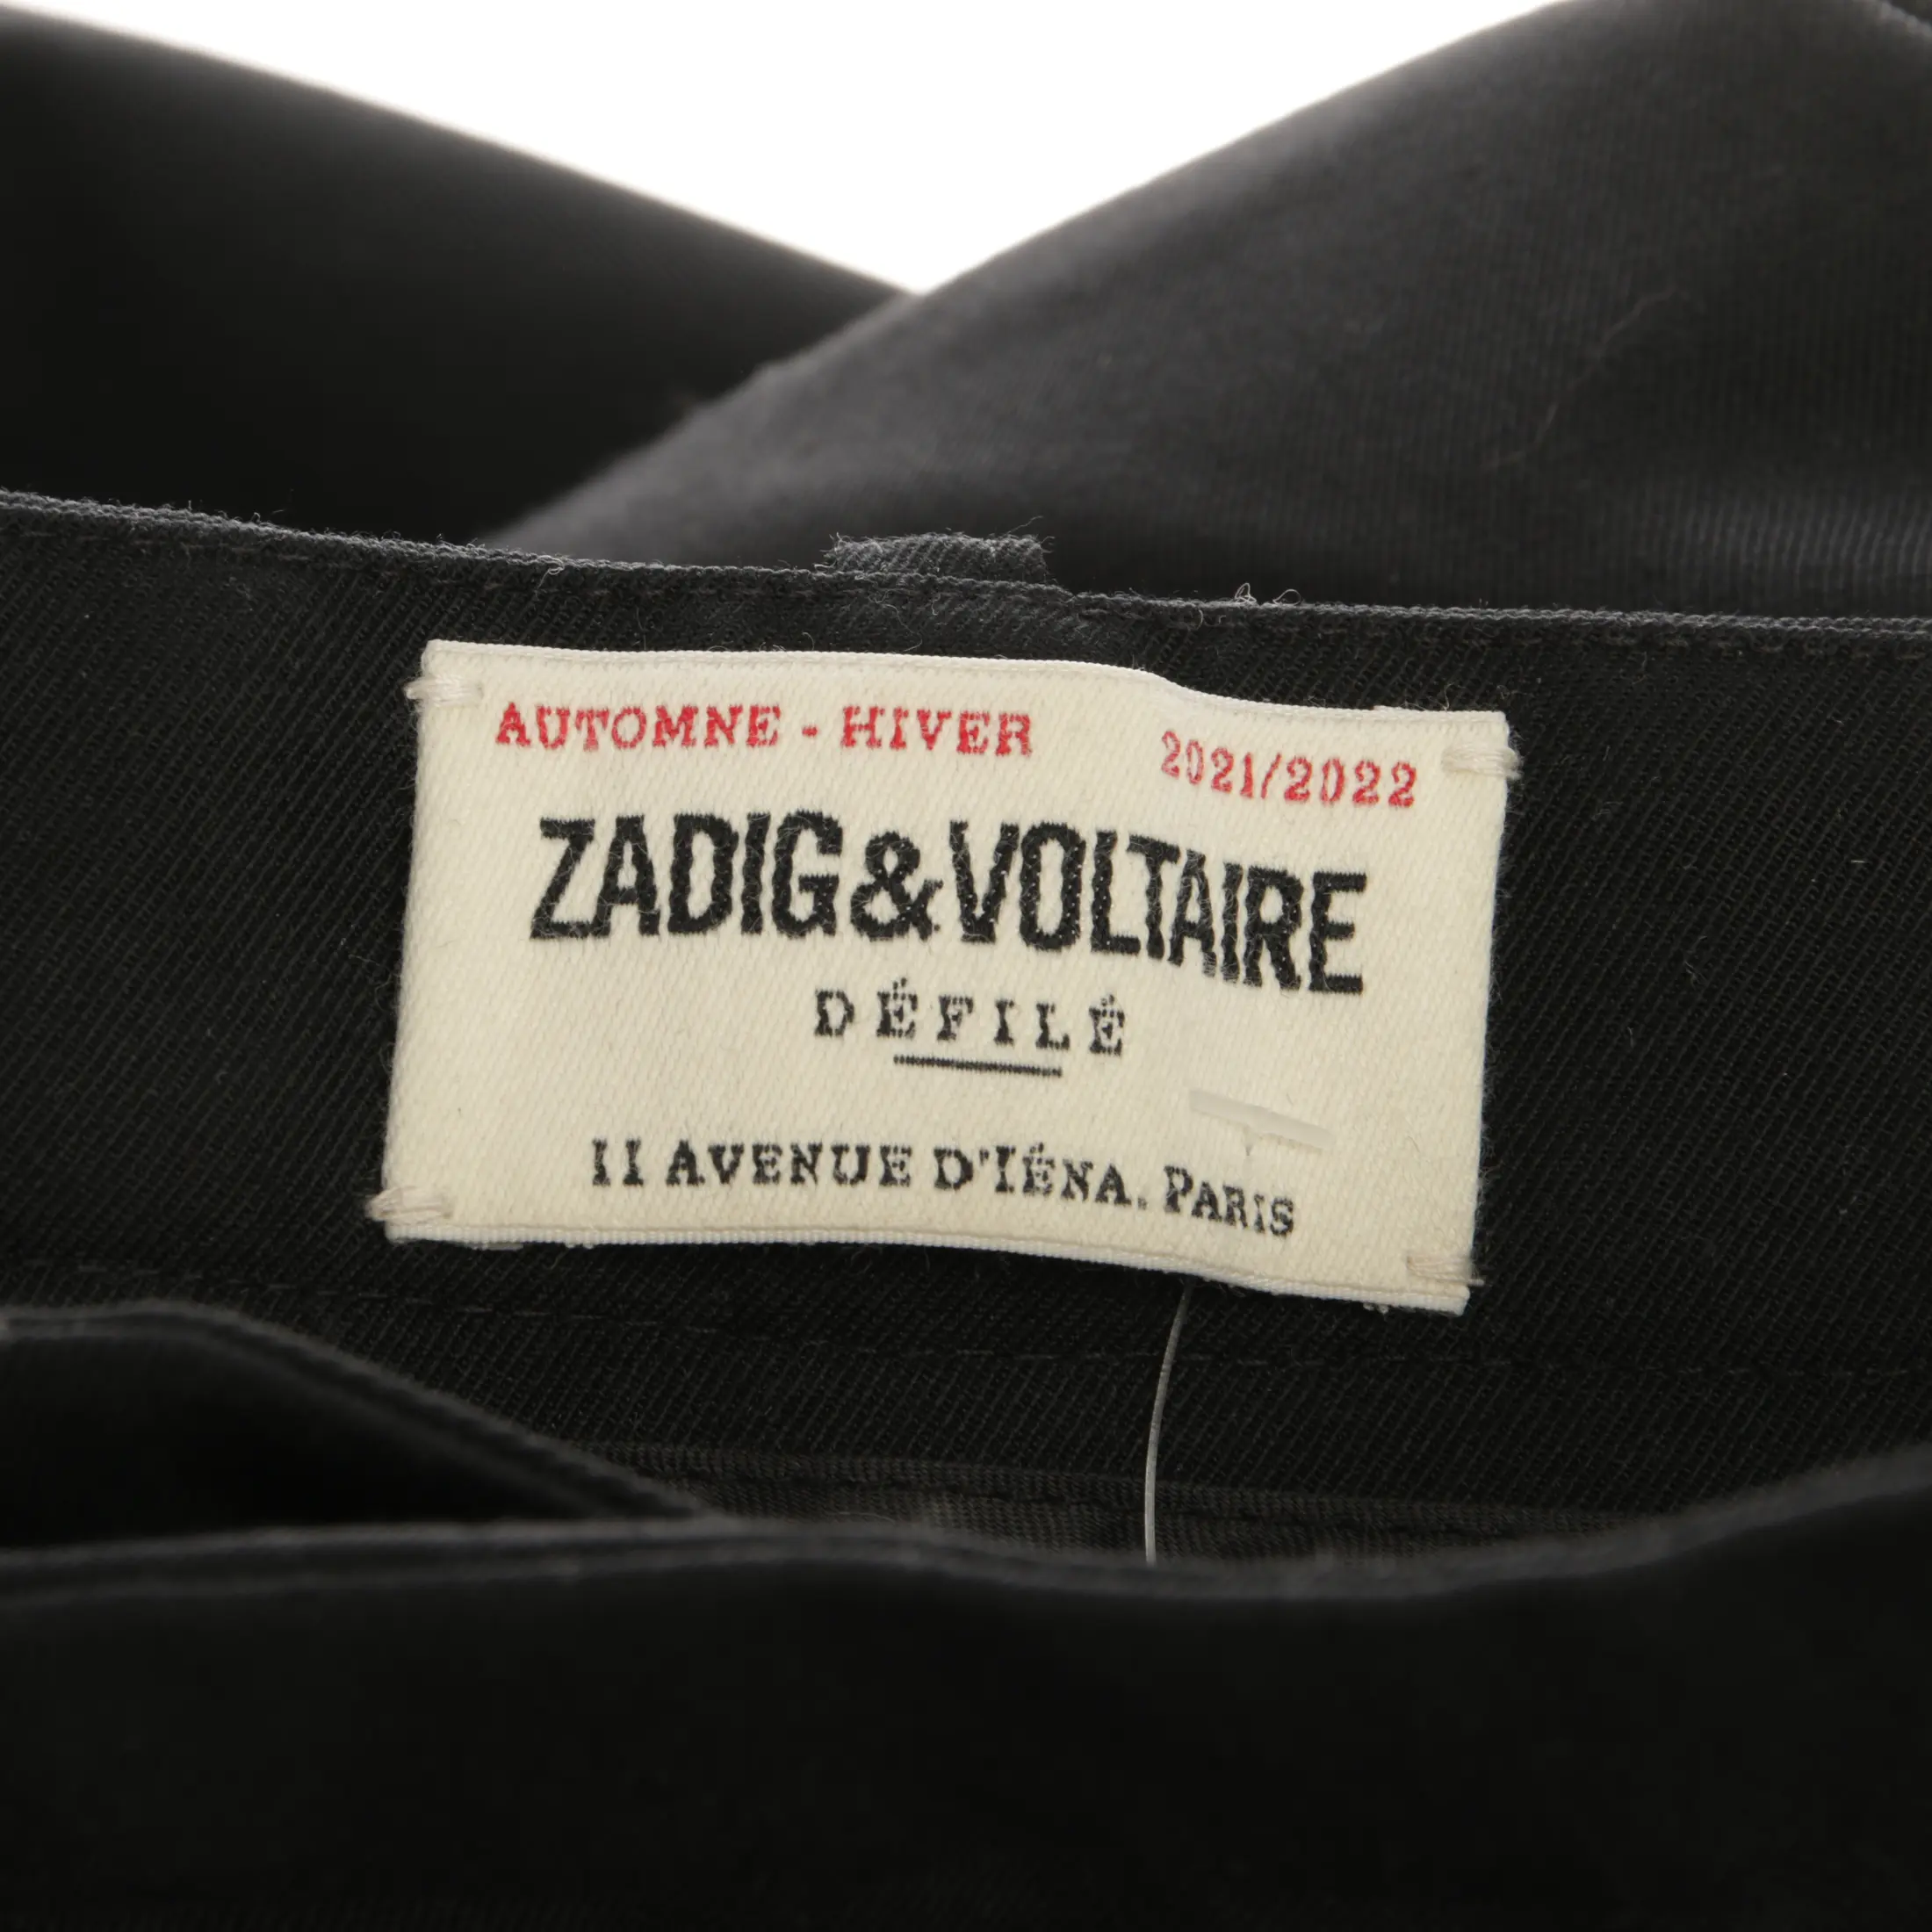 AUTOMNE - HIVER 2021/2022
ZADIG&VOLTAIRE
DÉFILÉ
11 AVENUE D'IÉNA. PARIS